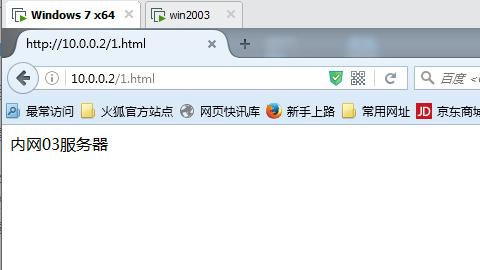 Windows 7 x64 win2003
http://10.0.0.2/1.html
10.0.0.2/1.html 百度 <C
最常访问 火狐官方站点 网页快讯库 新手上路 常用网址 JD 京东商城
内网03服务器